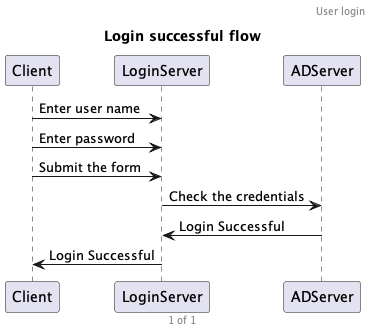 User login
Login successful flow
Client LoginServer ADServer
Enter user name
Enter password
Submit the form
Check the credentials
Login Successful
Login Successful
Client LoginServer ADServer
1 of 1